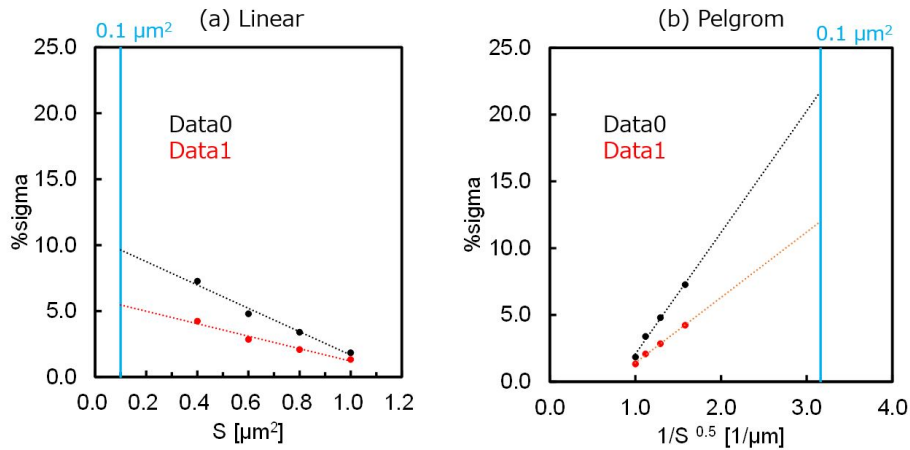 (a) Linear
0.1 µm²
25.0
20.0
15.0
10.0
5.0
0.0
%sigma
Data0
Data1
0.0 0.2 0.4 0.6 0.8 1.0 1.2
S [µm²]
(b) Pelgrom
0.1 µm²
25.0
20.0
15.0
10.0
5.0
0.0
%sigma
Data0
Data1
0.0 1.0 2.0 3.0 4.0
1/S ⁰·⁵ [1/µm]